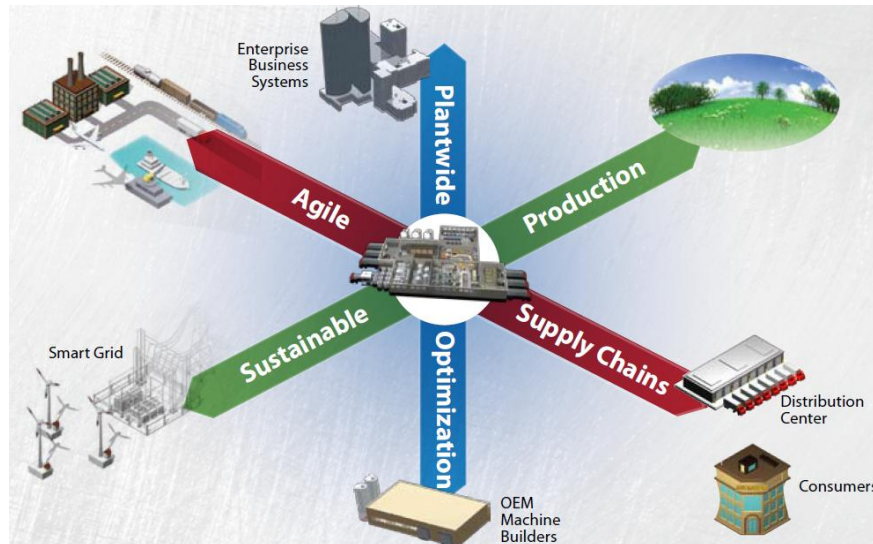 Enterprise
Business
Systems
Plantwide
Agile
Production
Sustainable
Optimization
Supply Chains
Smart Grid
Distribution
Center
Consumers
OEM
Machine
Builders